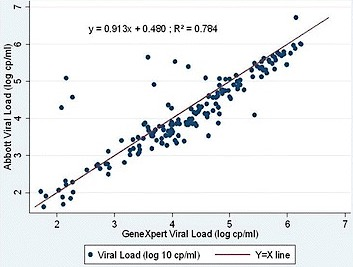 7
y = 0.913x + 0.480 ; R² = 0.784
6
5
4
3
2
Abbott Viral Load (log cp/ml)
2 3 4 5 6 7
GeneXpert Viral Load (log cp/ml)
Viral Load (log 10 cp/ml) Y=X line